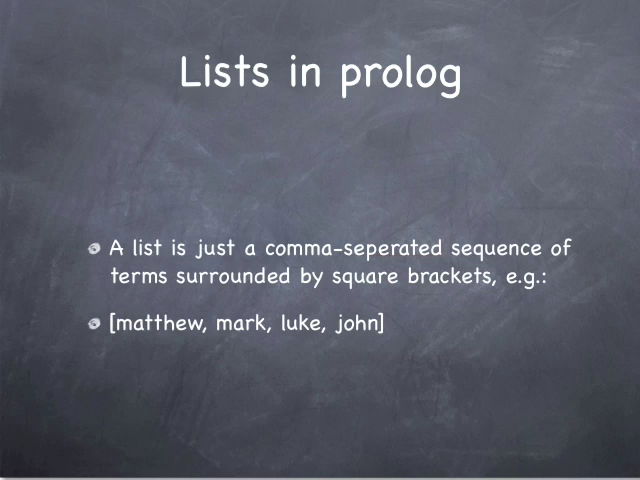 Lists in prolog
A list is just a comma-seperated sequence of
terms surrounded by square brackets, e.g.:
[matthew, mark, luke, john]